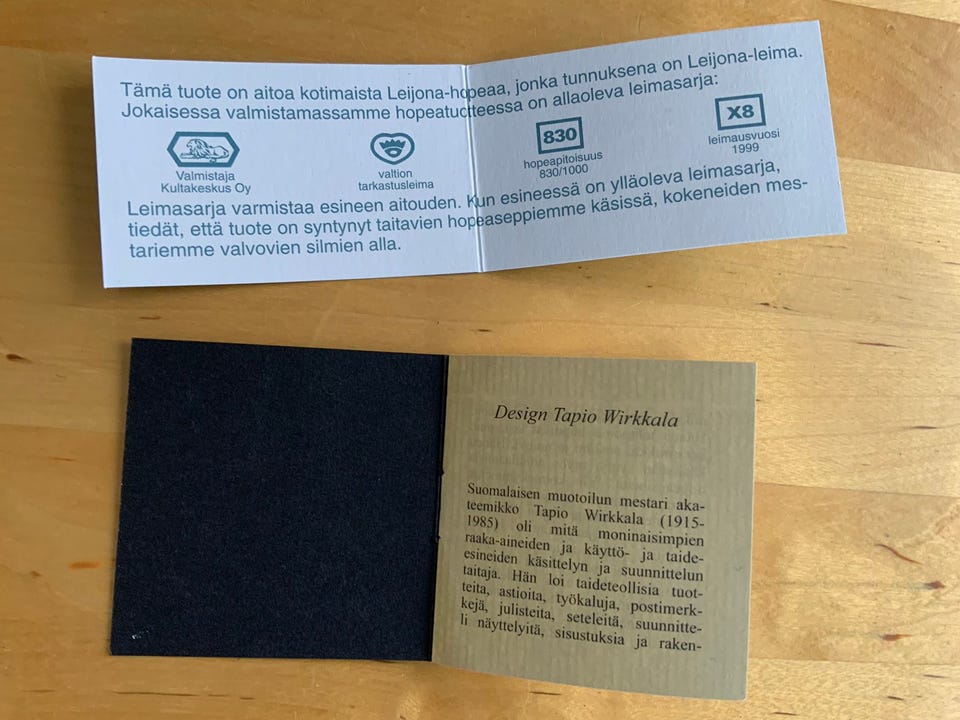 Tämä tuote on aitoa kotimaista Leijona-hopeaa, jonka tunnuksena on Leijona-leima.
Jokaisessa valmistamassamme hopeatuotteessa on allaoleva leimasarja:
830
X8
Valmistaja
Kultakeskus Oy
valtion
tarkastusleima
hopeapitoisuus
830/1000
leimausvuosi
1999
Leimasarja varmistaa esineen aitouden. Kun esineessä on ylläoleva leimasarja,
tiedät, että tuote on syntynyt taitavien hopeaseppiemme käsissä, kokeneiden mes-
tariemme valvovien silmien alla.
Design Tapio Wirkkala
Suomalaisen muotoilun mestari aka-
teemikko Tapio Wirkkala (1915-
1985) oli mitä moninaisimpien
raaka-aineiden ja käyttö- ja taide-
esineiden käsittelyn ja suunnittelun
taitaja. Hän loi taideteollisia tuot-
teita, astioita, työkaluja, postimerk-
kejä, julisteita, seteleitä, suunnitte-
li näyttelyitä, sisustuksia ja raken-